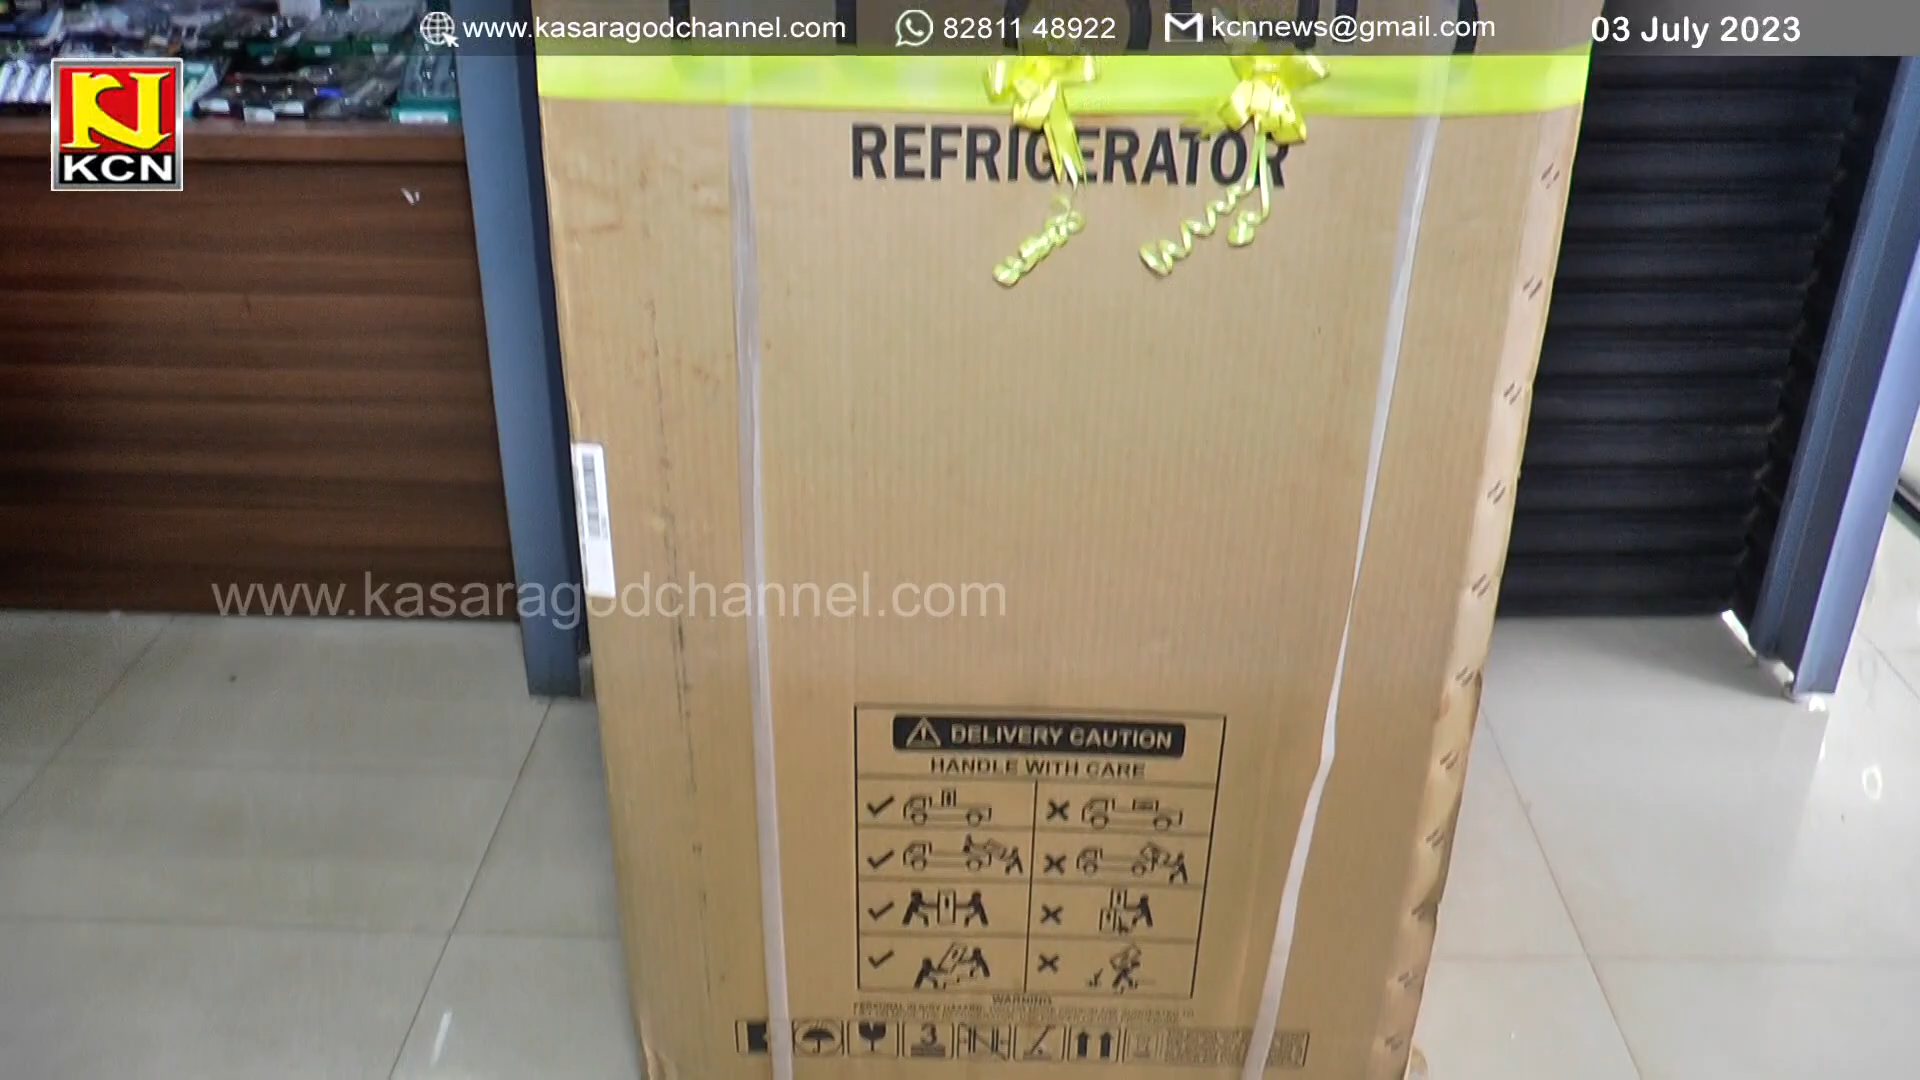 www.kasaragodchannel.com
82811 48922
kcnnews@gmail.com
03 July 2023
KCN
REFRIGERATOR
www.kasaragodchannel.com
DELIVERY CAUTION
HANDLE WITH CARE
WARNING
3